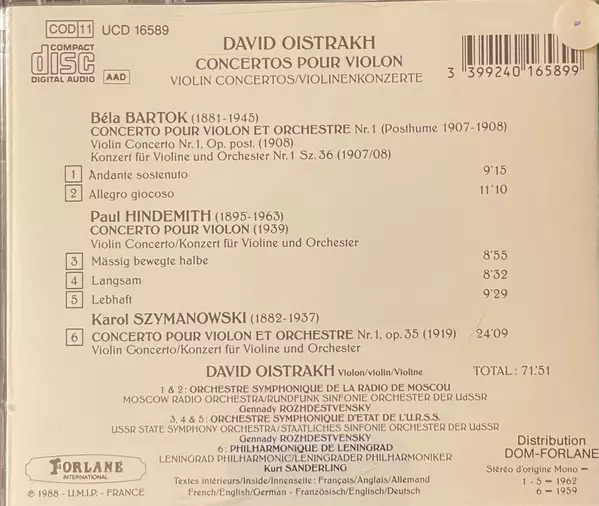 COD 11 UCD 16589
COMPACT
disc
DIGITAL AUDIO
AAD
DAVID OISTRAKH
CONCERTOS POUR VIOLON
VIOLIN CONCERTOS/VIOLINENKONZERTE
3 399240 165899
Béla BARTOK (1881-1945)
CONCERTO POUR VIOLON ET ORCHESTRE Nr. 1 (Posthume 1907-1908)
Violin Concerto Nr. 1, Op. post. (1908)
Konzert für Violine und Orchester Nr. 1 Sz. 36 (1907/08)
1 Andante sostenuto 9'15
2 Allegro giocoso 11'10
Paul HINDEMITH (1895-1963)
CONCERTO POUR VIOLON (1939)
Violin Concerto/Konzert für Violine und Orchester
3 Mässig bewegte halbe 8'55
4 Langsam 8'32
5 Lebhaft 9'29
Karol SZYMANOWSKI (1882-1937)
6 CONCERTO POUR VIOLON ET ORCHESTRE Nr. 1, op. 35 (1919) 24'09
Violin Concerto/Konzert für Violine und Orchester
DAVID OISTRAKH Violon/violin/Violine TOTAL: 71'51
1 & 2: ORCHESTRE SYMPHONIQUE DE LA RADIO DE MOSCOU
MOSCOW RADIO ORCHESTRA/RUNDFUNK SINFONIE ORCHESTER DER UdSSR
Gennady ROZHDESTVENSKY
3, 4 & 5: ORCHESTRE SYMPHONIQUE D'ETAT DE L'U.R.S.S.
USSR STATE SYMPHONY ORCHESTRA/STAATLICHES SINFONIE ORCHESTER DER UdSSR
Gennady ROZHDESTVENSKY
6: PHILHARMONIQUE DE LENINGRAD
LENINGRAD PHILHARMONIC/LENINGRADER PHILHARMONIKER
Kurt SANDERLING
Textes intérieurs/Inside/Innenseite: Français/Anglais/Allemand
French/English/German - Französisch/Englisch/Deutsch
FORLANE
INTERNATIONAL
℗ 1988 - U.M.I.P. - FRANCE
Distribution
DOM-FORLANE
Stéréo d'origine Mono -
1 - 5 = 1962
6 = 1959